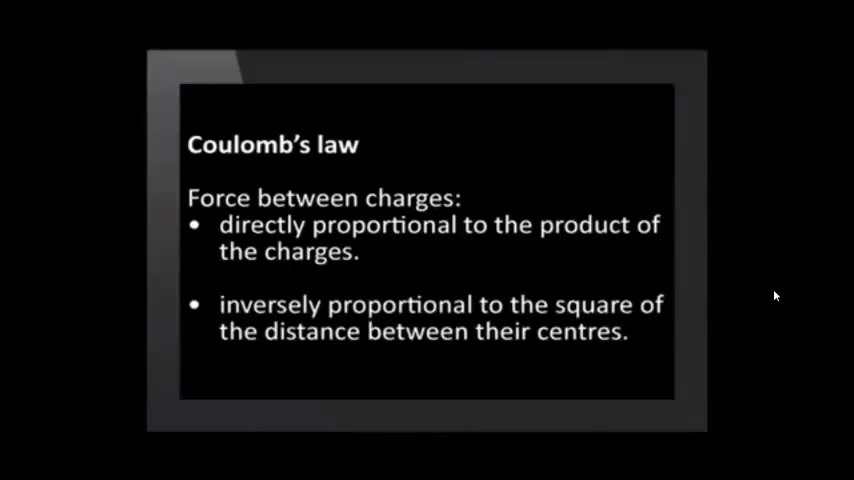 Coulomb’s law
Force between charges:
• directly proportional to the product of
the charges.
• inversely proportional to the square of
the distance between their centres.